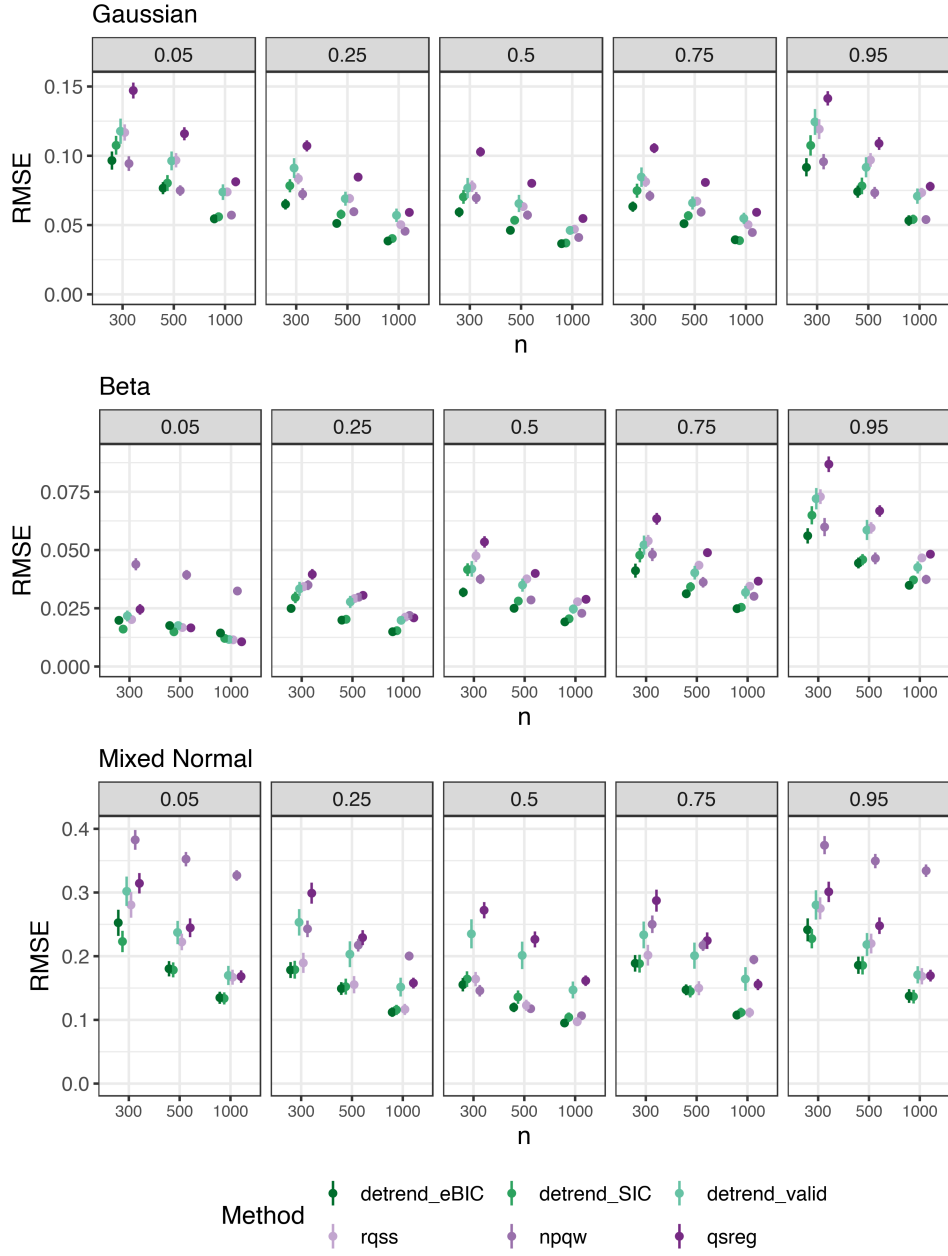 Gaussian
0.05 0.25 0.5 0.75 0.95
RMSE
0.15
0.10
0.05
0.00
300 500 1000 300 500 1000 300 500 1000 300 500 1000 300 500 1000
n
Beta
0.05 0.25 0.5 0.75 0.95
RMSE
0.075
0.050
0.025
0.000
300 500 1000 300 500 1000 300 500 1000 300 500 1000 300 500 1000
n
Mixed Normal
0.05 0.25 0.5 0.75 0.95
RMSE
0.4
0.3
0.2
0.1
0.0
300 500 1000 300 500 1000 300 500 1000 300 500 1000 300 500 1000
n
Method
detrend_eBIC detrend_SIC detrend_valid
rqss npqw qsreg